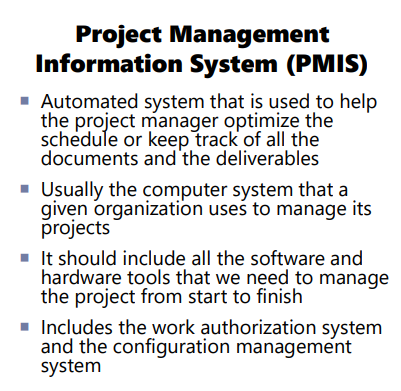 Project Management
Information System (PMIS)
Automated system that is used to help
the project manager optimize the
schedule or keep track of all the
documents and the deliverables
Usually the computer system that a
given organization uses to manage its
projects
It should include all the software and
hardware tools that we need to manage
the project from start to finish
Includes the work authorization system
and the configuration management
system